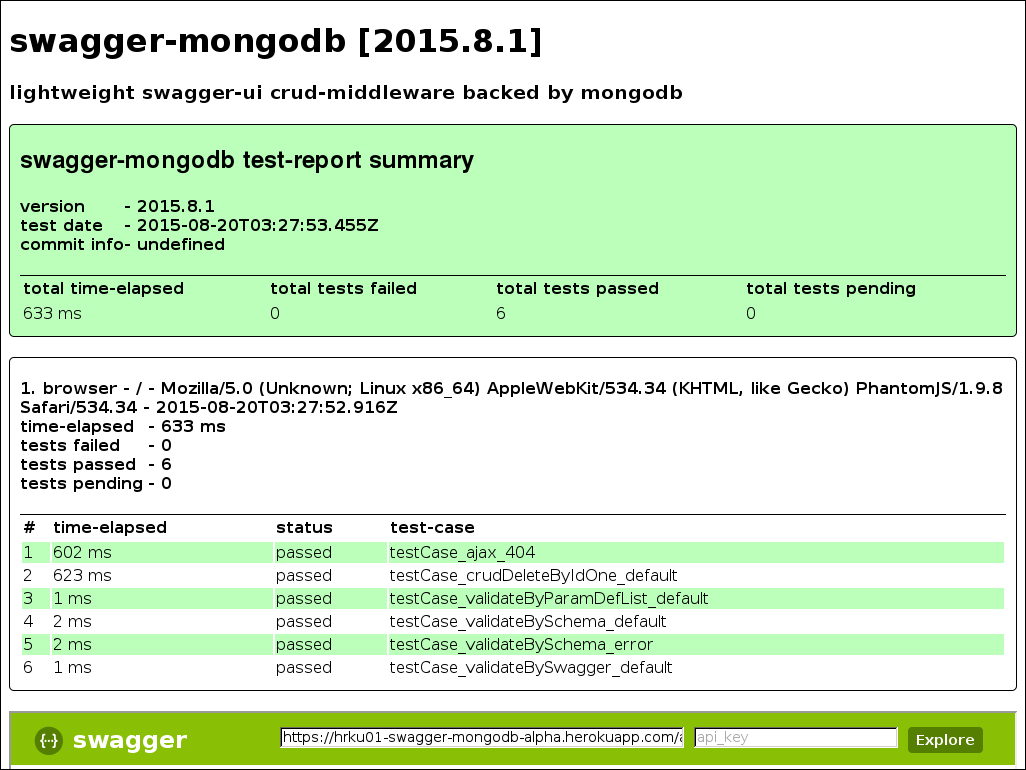 swagger-mongodb [2015.8.1]
lightweight swagger-ui crud-middleware backed by mongodb
swagger-mongodb test-report summary
version - 2015.8.1
test date - 2015-08-20T03:27:53.455Z
commit info- undefined
total time-elapsed total tests failed total tests passed total tests pending
633 ms 0 6 0
1. browser - / - Mozilla/5.0 (Unknown; Linux x86_64) AppleWebKit/534.34 (KHTML, like Gecko) PhantomJS/1.9.8
Safari/534.34 - 2015-08-20T03:27:52.916Z
time-elapsed - 633 ms
tests failed - 0
tests passed - 6
tests pending - 0
# time-elapsed status test-case
1 602 ms passed testCase_ajax_404
2 623 ms passed testCase_crudDeleteByIdOne_default
3 1 ms passed testCase_validateByParamDefList_default
4 2 ms passed testCase_validateBySchema_default
5 2 ms passed testCase_validateBySchema_error
6 1 ms passed testCase_validateBySwagger_default
{··} swagger https://hrku01-swagger-mongodb-alpha.herokuapp.com/a api_key Explore